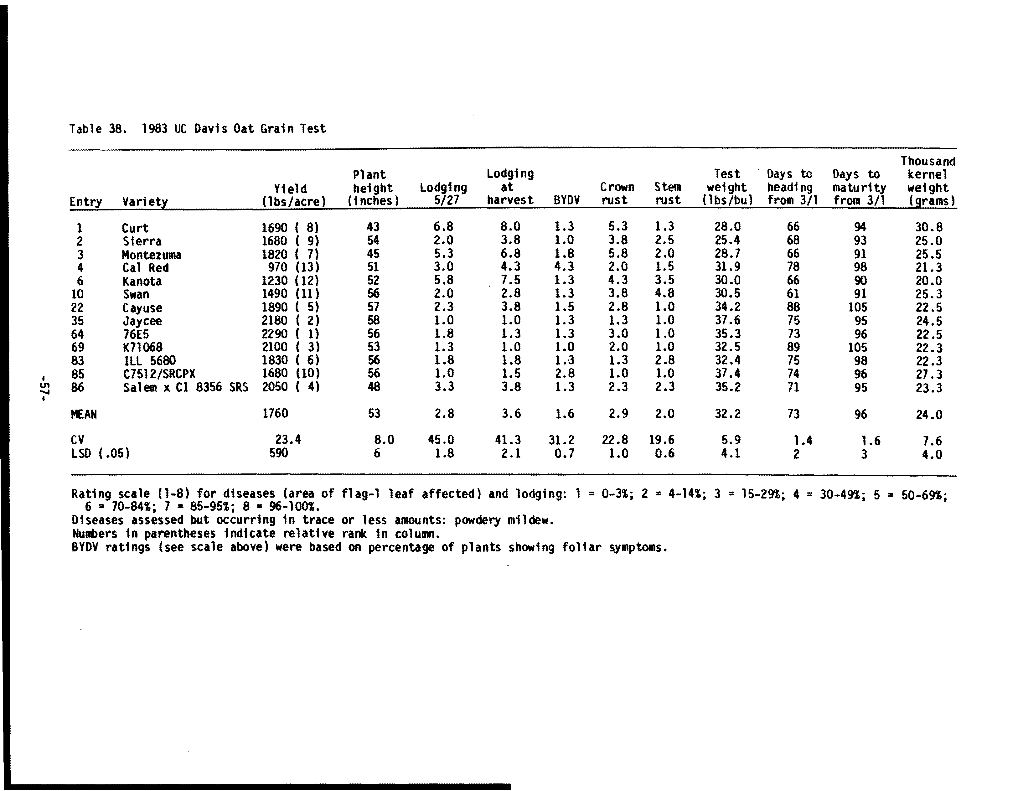 Table 38. 1983 UC Davis Oat Grain Test
Thousand
Plant Lodging Test Days to Days to kernel
Yield height Lodging at Crown Stem weight heading maturity weight
Entry Variety (lbs/acre) (inches) 5/27 harvest BYDV rust rust (lbs/bu) from 3/1 from 3/1 (grams)
1 Curt 1690 ( 8) 43 6.8 8.0 1.3 5.3 1.3 28.0 66 94 30.8
2 Sierra 1680 ( 9) 54 2.0 3.8 1.0 3.8 2.5 25.4 68 93 25.0
3 Montezuma 1820 ( 7) 45 5.3 6.8 1.8 5.8 2.0 28.7 66 91 25.5
4 Cal Red 970 (13) 51 3.0 4.3 4.3 2.0 1.5 31.9 78 98 21.3
6 Kanota 1230 (12) 52 5.8 7.5 1.3 4.3 3.5 30.0 66 90 20.0
10 Swan 1490 (11) 56 2.0 2.8 1.3 3.8 4.8 30.5 61 91 25.3
22 Cayuse 1890 ( 5) 57 2.3 3.8 1.5 2.8 1.0 34.2 88 105 22.5
35 Jaycee 2180 ( 2) 58 1.0 1.0 1.3 1.3 1.0 37.6 75 95 24.5
64 76E5 2290 ( 1) 56 1.8 1.3 1.3 3.0 1.0 35.3 73 96 22.5
69 K71068 2100 ( 3) 53 1.3 1.0 1.0 2.0 1.0 32.5 89 105 22.3
83 ILL 5680 1830 ( 6) 56 1.8 1.8 1.3 1.3 2.8 32.4 75 98 22.3
85 C7512/SRCPX 1680 (10) 56 1.0 1.5 2.8 1.0 1.0 37.4 74 96 27.3
86 Salem x C1 8356 SRS 2050 ( 4) 48 3.3 3.8 1.3 2.3 2.3 35.2 71 95 23.3
MEAN 1760 53 2.8 3.6 1.6 2.9 2.0 32.2 73 96 24.0
CV 23.4 8.0 45.0 41.3 31.2 22.8 19.6 5.9 1.4 1.6 7.6
LSD (.05) 590 6 1.8 2.1 0.7 1.0 0.6 4.1 2 3 4.0
Rating scale (1-8) for diseases (area of flag-1 leaf affected) and lodging: 1 = 0-3%; 2 = 4-14%; 3 = 15-29%; 4 = 30-49%; 5 = 50-69%;
6 = 70-84%; 7 = 85-95%; 8 = 96-100%.
Diseases assessed but occurring in trace or less amounts: powdery mildew.
Numbers in parentheses indicate relative rank in column.
BYDV ratings (see scale above) were based on percentage of plants showing foliar symptoms.
-57-